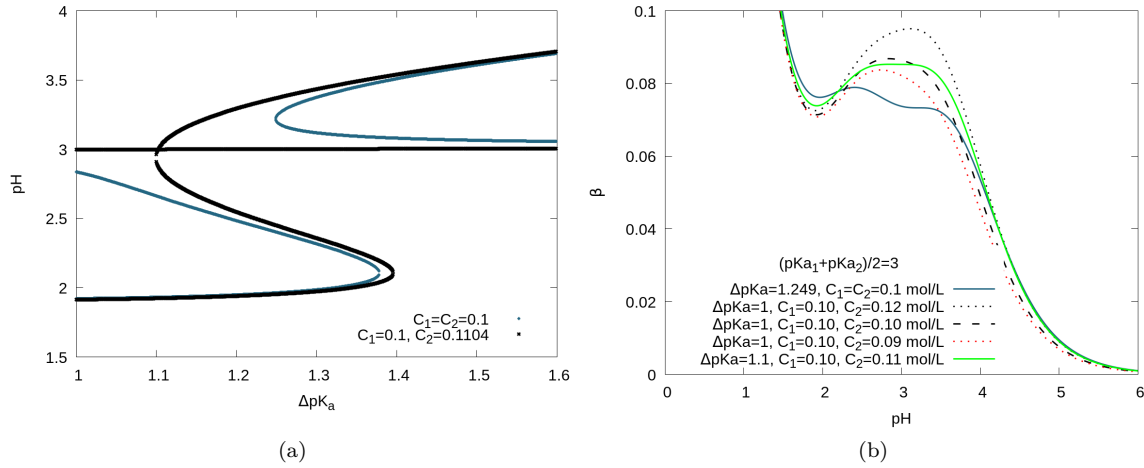 4
3.5
3
2.5
2
1.5
pH
1
1.1
1.2
1.3
1.4
1.5
1.6
ΔpKₐ
C₁=C₂=0.1
C₁=0.1, C₂=0.1104
(a)
0.1
0.08
0.06
0.04
0.02
0
β
0
1
2
3
4
5
6
pH
(pKa₁+pKa₂)/2=3
ΔpKa=1.249, C₁=C₂=0.1 mol/L
ΔpKa=1, C₁=0.10, C₂=0.12 mol/L
ΔpKa=1, C₁=0.10, C₂=0.10 mol/L
ΔpKa=1, C₁=0.10, C₂=0.09 mol/L
ΔpKa=1.1, C₁=0.10, C₂=0.11 mol/L
(b)